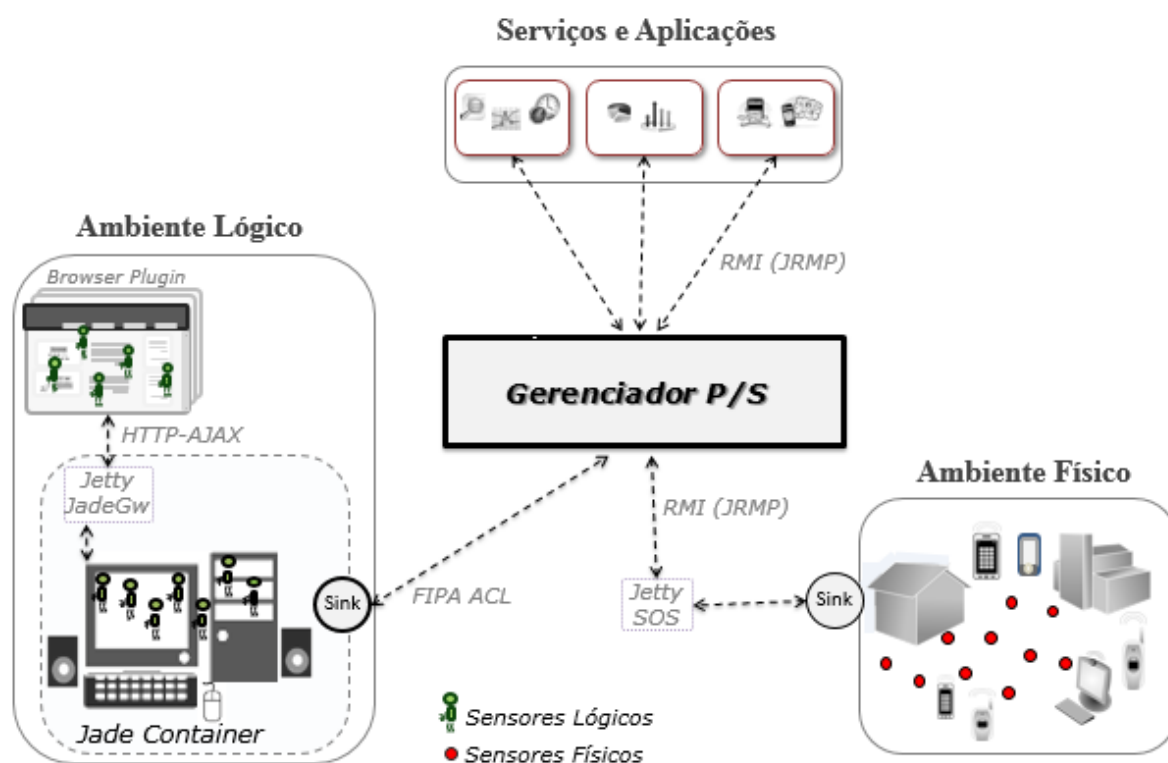 Serviços e Aplicações
RMI (JRMP)
Ambiente Lógico
Browser Plugin
HTTP-AJAX
Jetty
JadeGw
Sink
Jade Container
Gerenciador P/S
FIPA ACL
RMI (JRMP)
Jetty
SOS
Ambiente Físico
Sink
Sensores Lógicos
Sensores Físicos